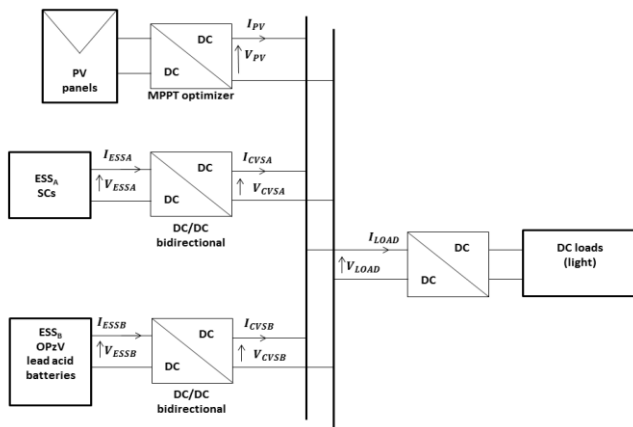 PV
panels
DC
DC
MPPT optimizer
I_PV
V_PV
ESS_A
SCs
I_ESSA
V_ESSA
DC
DC
DC/DC
bidirectional
I_CVSA
V_CVSA
I_LOAD
V_LOAD
DC
DC
DC loads
(light)
ESS_B
OPzV
lead acid
batteries
I_ESSB
V_ESSB
DC
DC
DC/DC
bidirectional
I_CVSB
V_CVSB